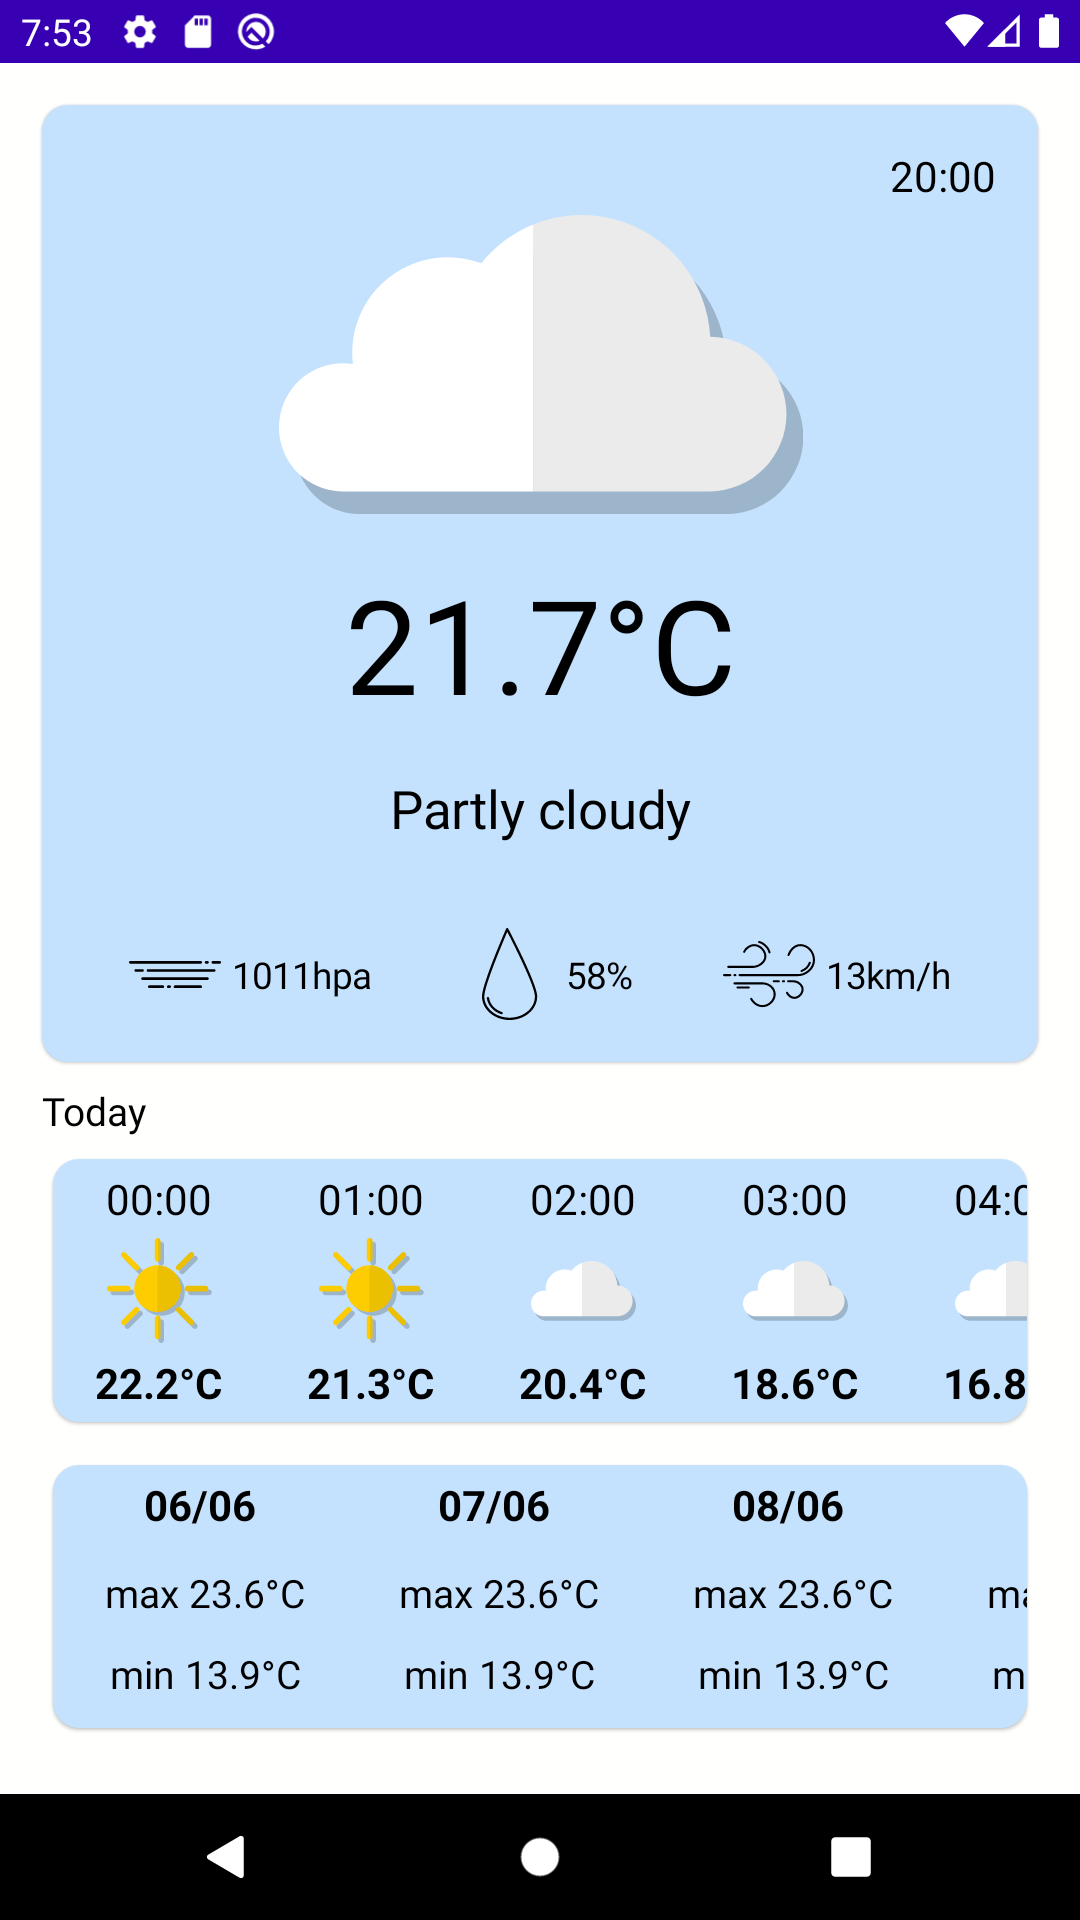 7:53
20:00
21.7°C
Partly cloudy
1011hpa 58% 13km/h
Today
00:00 01:00 02:00 03:00 04:0
22.2°C 21.3°C 20.4°C 18.6°C 16.8
06/06 07/06 08/06
max 23.6°C max 23.6°C max 23.6°C ma
min 13.9°C min 13.9°C min 13.9°C m